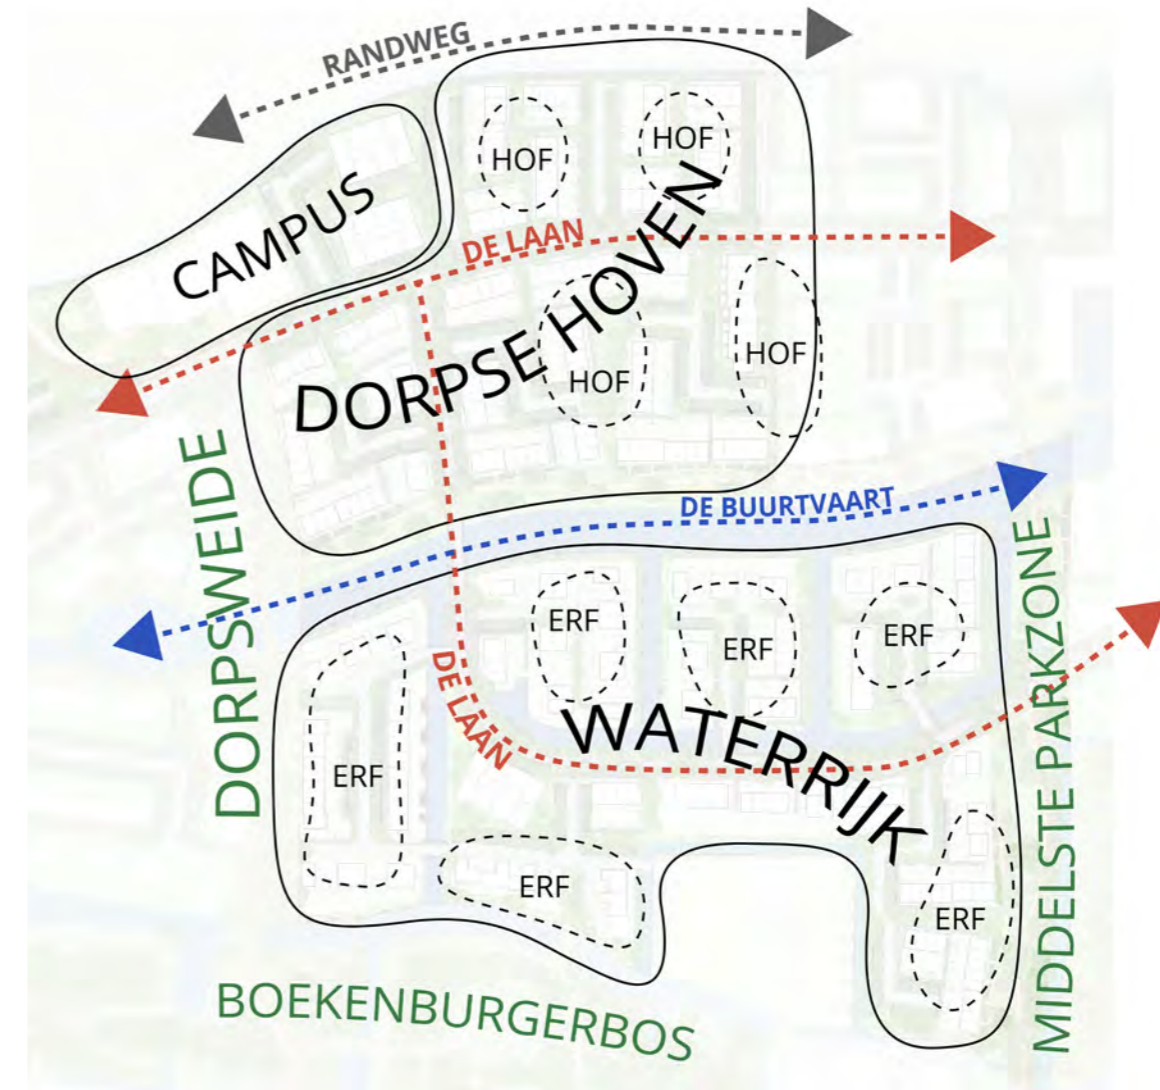 RANDWEG
CAMPUS
HOF
HOF
DE LAAN
DORPSE HOVEN
HOF
HOF
DORPSWEIDE
DE BUURTVAART
ERF
ERF
ERF
DE LAAN
WATERRIJK
ERF
ERF
ERF
MIDDELSTE PARKZONE
BOEKENBURGERBOS